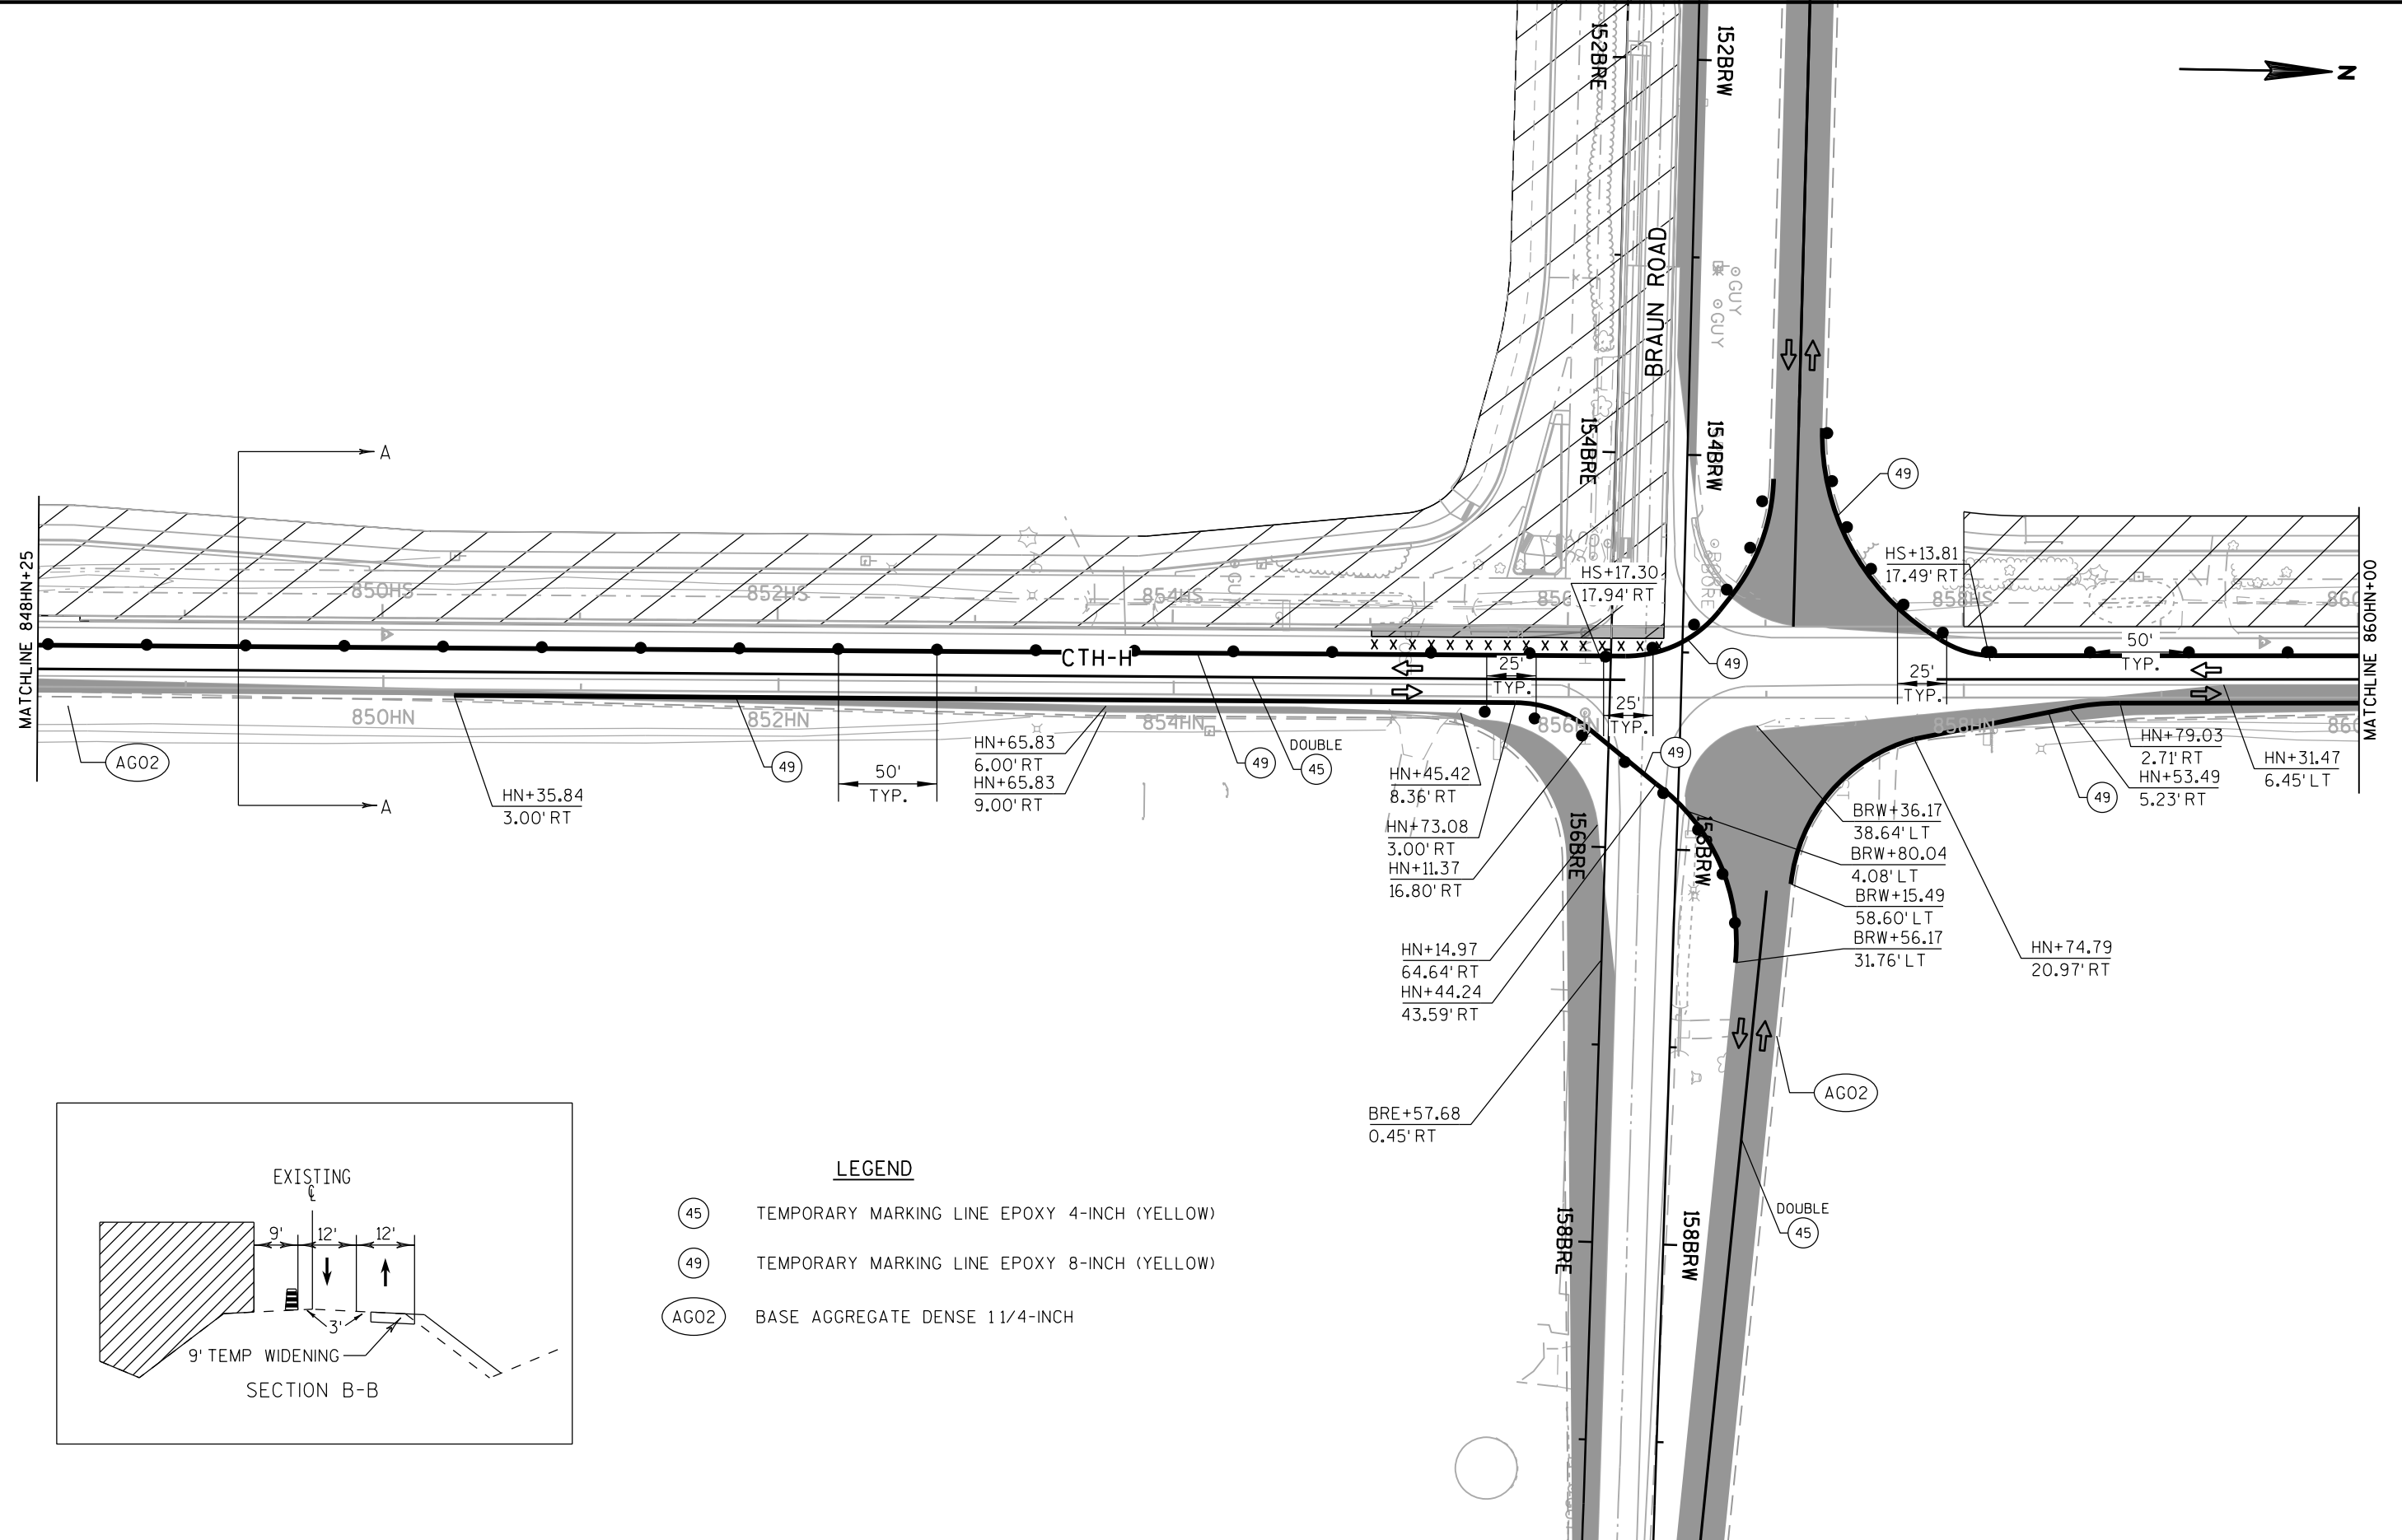 152BRE
152BRW
N
BRAUN ROAD
GUY
GUY
154BRE
154BRW
A
49
HS+13.81
17.49' RT
HS+17.30
17.94' RT
MATCHLINE 848HN+25
850HS
852HS
854HS
GUY
858HS
860
MATCHLINE 860HN+00
50'
TYP.
CTH-H
25'
TYP.
49
25'
TYP.
25'
TYP.
850HN
852HN
854HN
856HN
858HN
860
AG02
A
HN+35.84
3.00' RT
49
50'
TYP.
HN+65.83
6.00' RT
HN+65.83
9.00' RT
49
DOUBLE
45
49
HN+45.42
8.36' RT
HN+73.08
3.00' RT
HN+11.37
16.80' RT
156BRE
156BRW
HN+14.97
64.64' RT
HN+44.24
43.59' RT
BRE+57.68
0.45' RT
BRW+36.17
38.64' LT
BRW+80.04
4.08' LT
BRW+15.49
58.60' LT
BRW+56.17
31.76' LT
HN+74.79
20.97' RT
49
HN+79.03
2.71' RT
HN+53.49
5.23' RT
HN+31.47
6.45' LT
AG02
DOUBLE
45
158BRE
158BRW
EXISTING
℄
9' 12' 12'
3'
9' TEMP WIDENING
SECTION B-B
LEGEND
45 TEMPORARY MARKING LINE EPOXY 4-INCH (YELLOW)
49 TEMPORARY MARKING LINE EPOXY 8-INCH (YELLOW)
AG02 BASE AGGREGATE DENSE 1 1/4-INCH